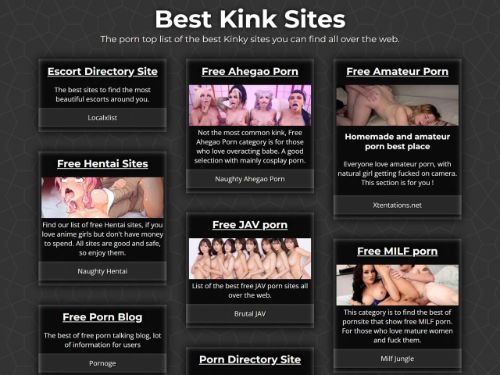 Best Kink Sites
The porn top list of the best Kinky sites you can find all over the web.
Escort Directory Site
The best sites to find the most
beautiful escorts around you.
Localxlist
Free Hentai Sites
Find our list of free Hentai sites, if you
love anime girls but don't have money
to spend. All sites are good and safe,
so enjoy them.
Naughty Hentai
Free Porn Blog
The best of free porn talking blog, lot
of information for users
Pornoge
Free Ahegao Porn
Not the most common kink, Free
Ahegao Porn category is for those
who love overacting babe. A good
selection with mainly cosplay porn.
Naughty Ahegao Porn
Free JAV porn
List of the best free JAV porn sites all
over the web.
Brutal JAV
Porn Directory Site
Free Amateur Porn
Homemade and amateur
porn best place
Everyone love amateur porn, with
natural girl getting fucked on camera.
This section is for you !
Xtentations.net
Free MILF porn
This category is to find the best of
pornsite that show free MILF porn.
For those who love mature women
and fuck them.
Milf Jungle